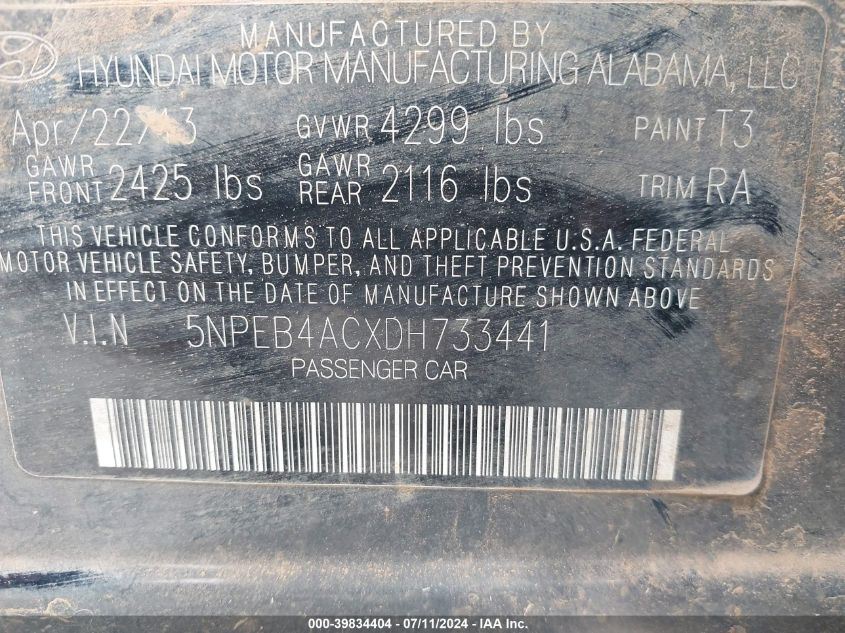 MANUFACTURED BY
HYUNDAI MOTOR MANUFACTURING ALABAMA, LLC
Apr/22/13 GVWR 4299 lbs PAINT T3
GAWR FRONT 2425 lbs GAWR REAR 2116 lbs TRIM RA
THIS VEHICLE CONFORMS TO ALL APPLICABLE U.S.A. FEDERAL
MOTOR VEHICLE SAFETY, BUMPER, AND THEFT PREVENTION STANDARDS
IN EFFECT ON THE DATE OF MANUFACTURE SHOWN ABOVE
V.I.N 5NPEB4ACXDH733441
PASSENGER CAR
000-39834404 - 07/11/2024 - IAA Inc.